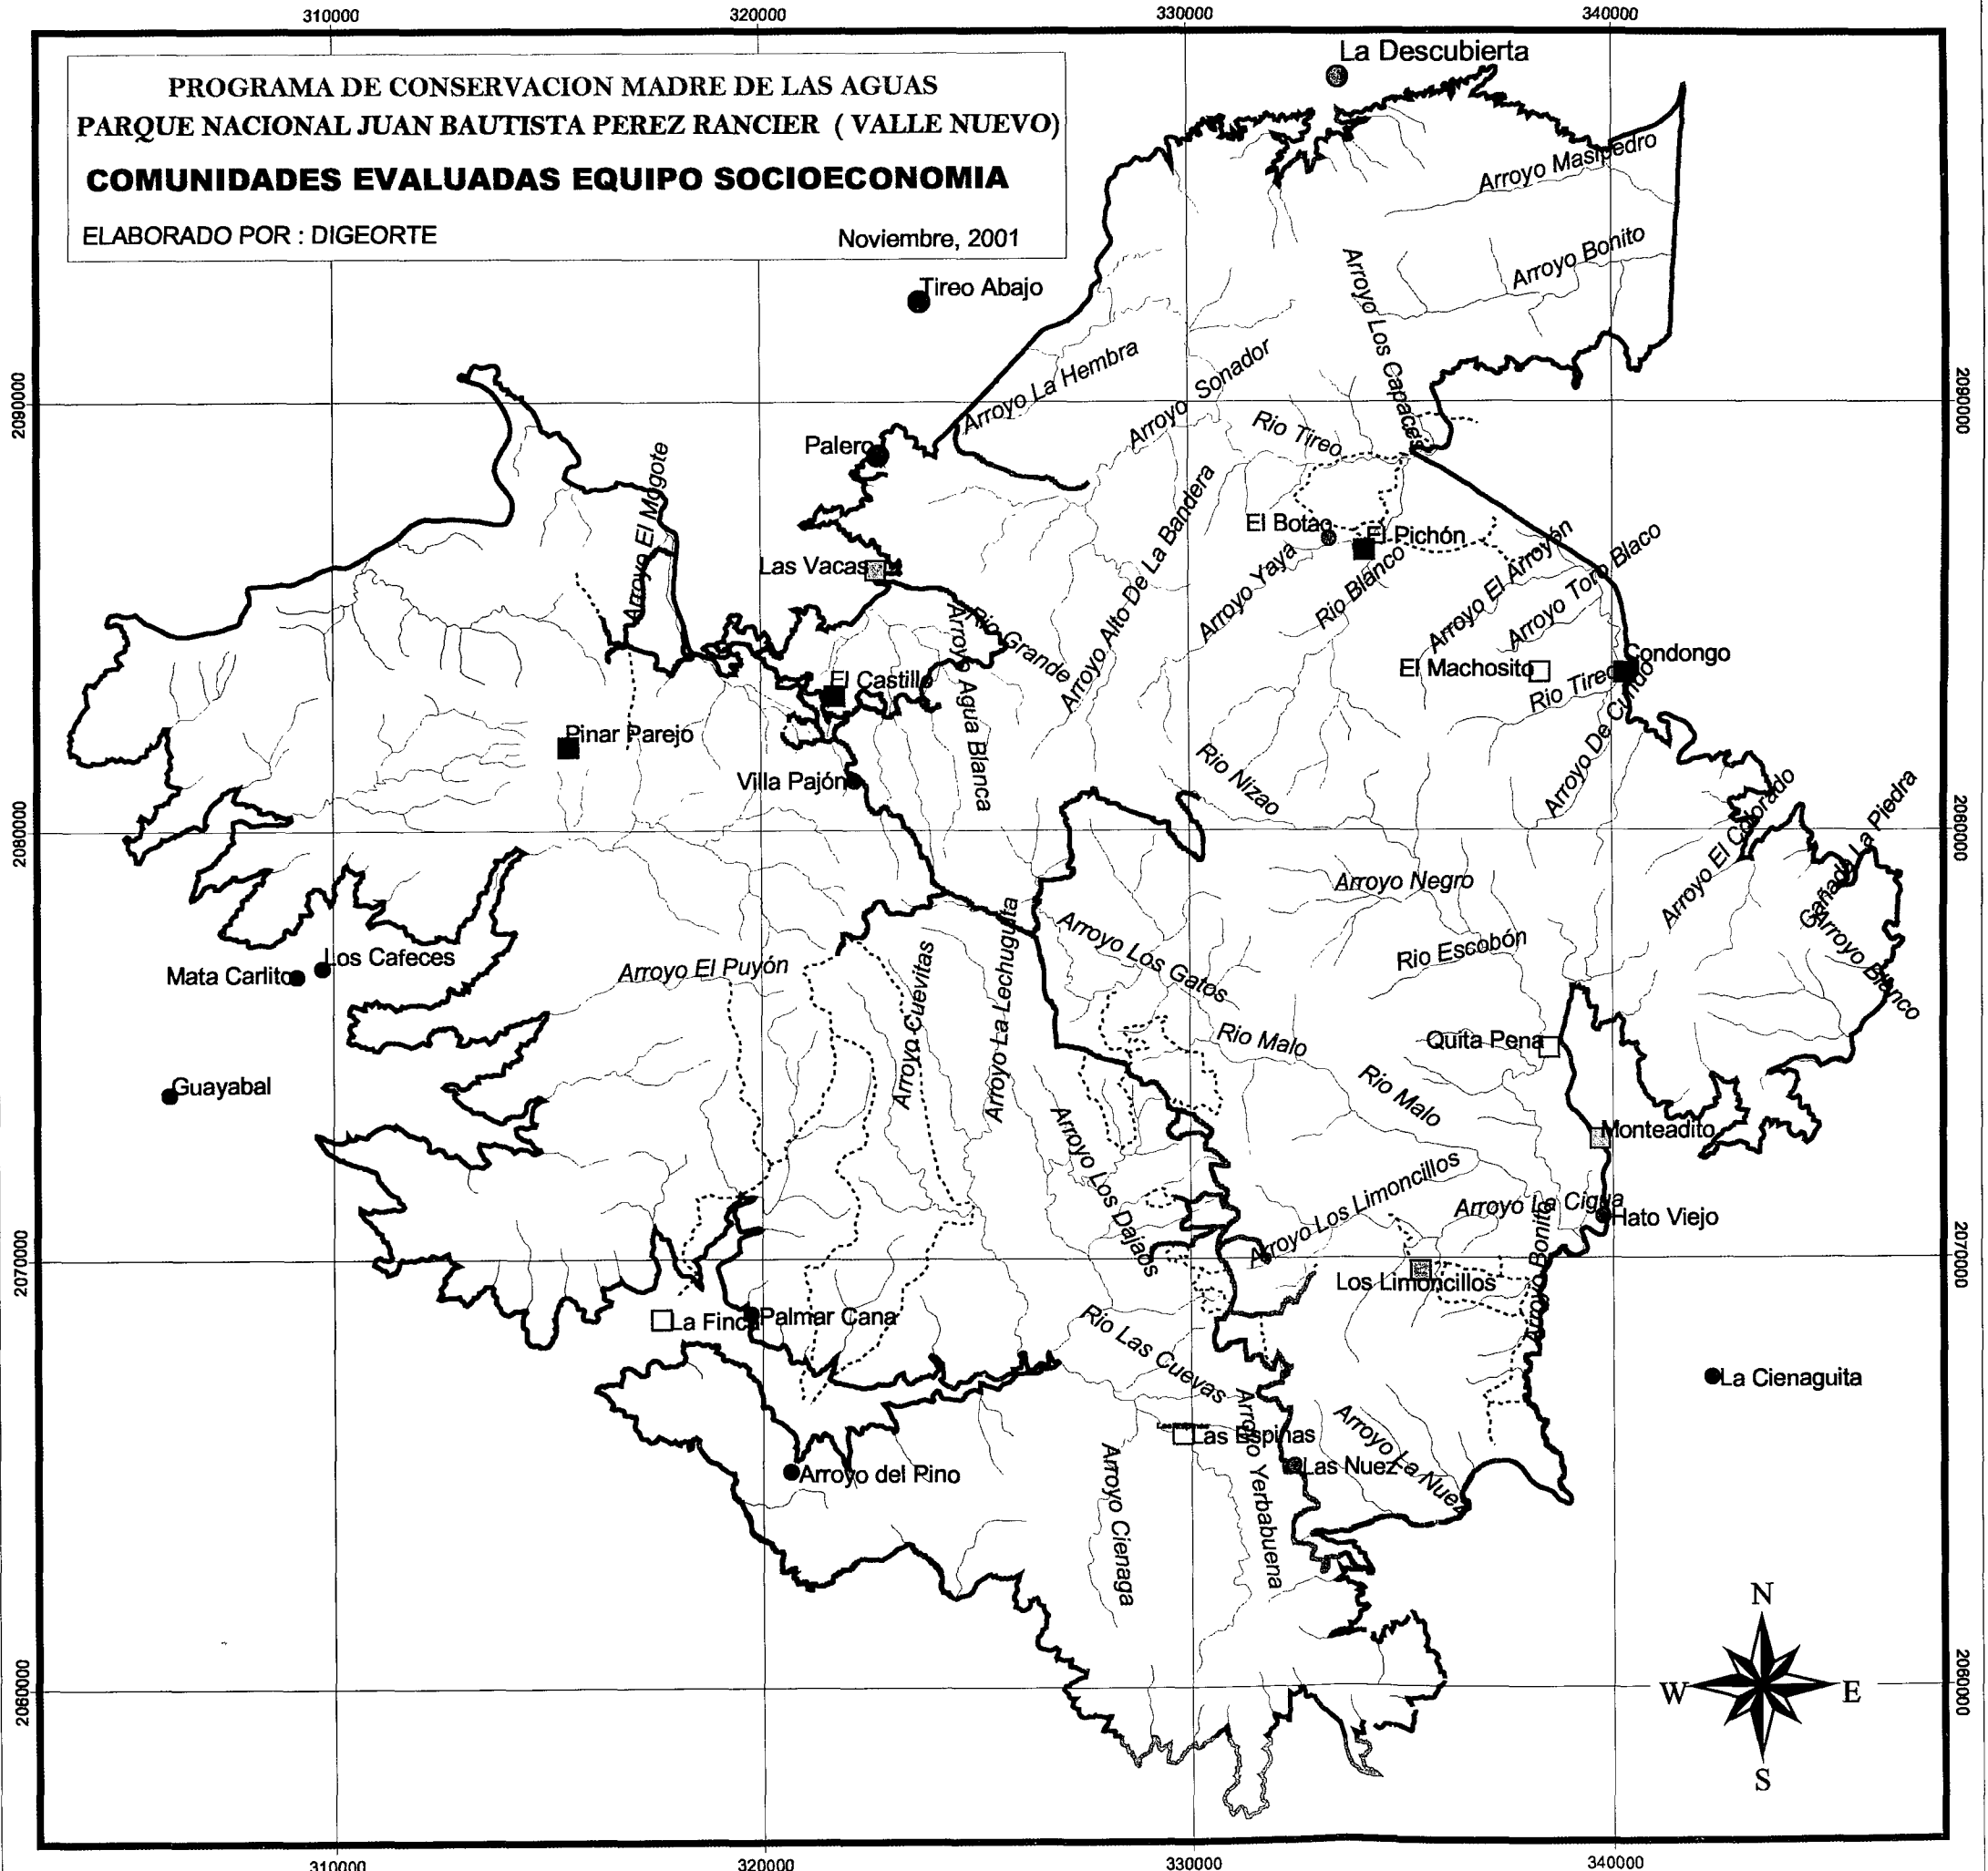 310000
320000
330000
340000
PROGRAMA DE CONSERVACION MADRE DE LAS AGUAS
PARQUE NACIONAL JUAN BAUTISTA PEREZ RANCIER ( VALLE NUEVO)
COMUNIDADES EVALUADAS EQUIPO SOCIOECONOMIA
ELABORADO POR : DIGEORTE
Noviembre, 2001
La Descubierta
Arroyo Masipedro
Arroyo Bonito
Tireo Abajo
Arroyo Los Capaces
Arroyo La Hembra
Arroyo Sonador
2090000
2090000
Rio Tireo
Palero
Arroyo El Mogote
Arroyo Alto De La Bandera
El Botao
El Pichón
Las Vacas
Arroyo Yaya
Rio Blanco
Arroyo El Arroyón
Arroyo Toro Blaco
Rio Grande
Arroyo Agua Blanca
El Machosito
Condongo
Rio Tireo
El Castillo
Arroyo De Cundo
Pinar Parejo
Villa Pajón
Rio Nizao
2080000
2080000
Arroyo El Colorado
Cañada La Piedra
Arroyo Negro
Arroyo Blanco
Arroyo Los Gatos
Rio Escobón
Los Cafeces
Mata Carlito
Arroyo El Puyón
Arroyo Cuevitas
Arroyo La Lechuguita
Rio Malo
Quita Pena
Guayabal
Rio Malo
Monteadito
Arroyo Los Dajaos
Arroyo Los Limoncillos
Arroyo La Cigua
Hato Viejo
Arroyo Bonito
2070000
2070000
Los Limoncillos
La Finca
Palmar Cana
Rio Las Cuevas
La Cienaguita
Las Espinas
Arroyo La Nuez
Las Nuez
Arroyo del Pino
Arroyo Cienaga
Arroyo Yerbabuena
N
W
E
S
2060000
2060000
310000
320000
330000
340000